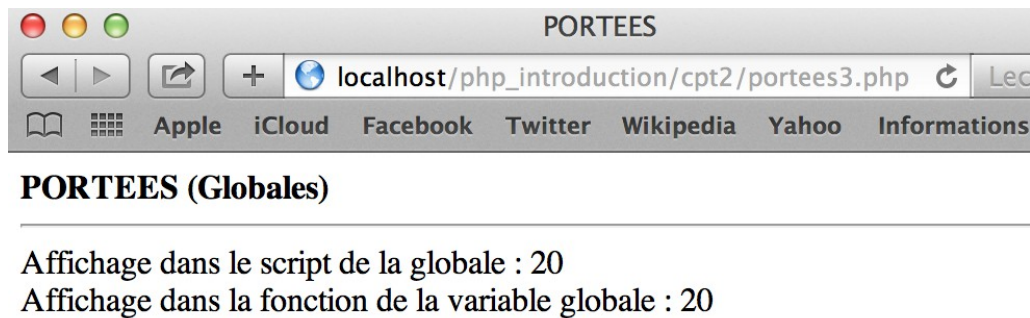 PORTEES
localhost/php_introduction/cpt2/portees3.php Lec
Apple iCloud Facebook Twitter Wikipedia Yahoo Informations
PORTEES (Globales)
Affichage dans le script de la globale : 20
Affichage dans la fonction de la variable globale : 20